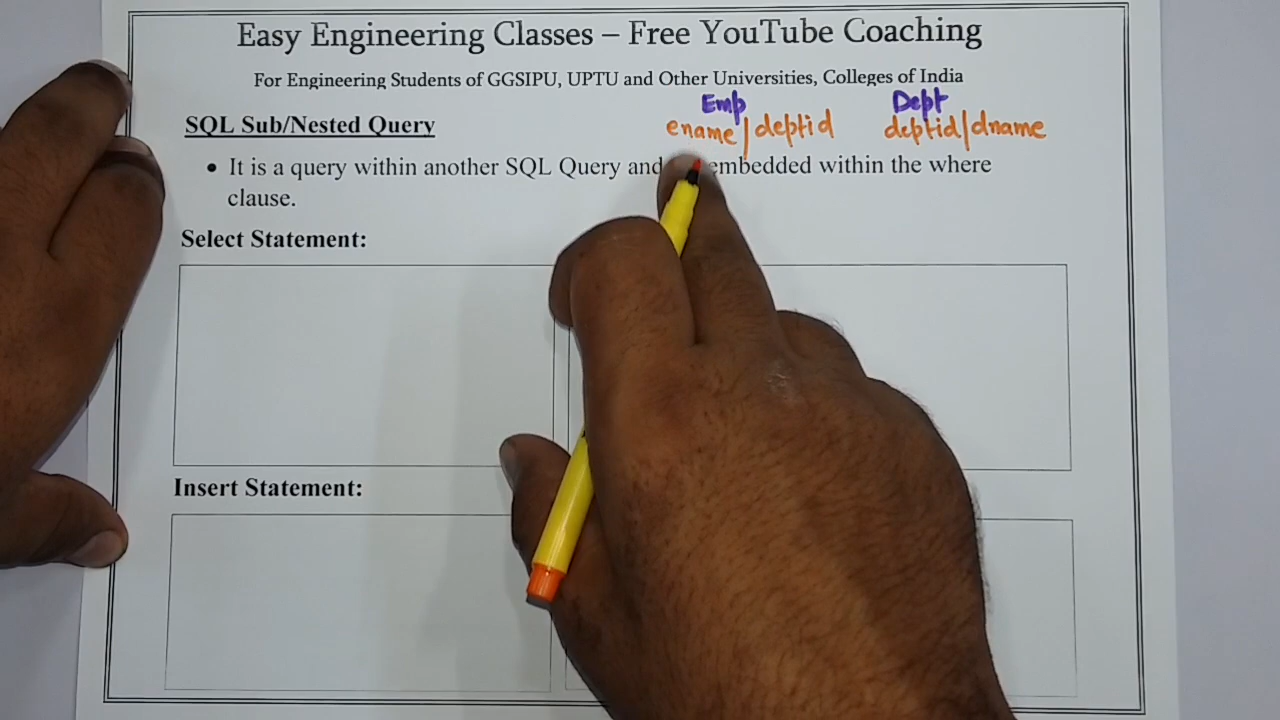 Easy Engineering Classes – Free YouTube Coaching
For Engineering Students of GGSIPU, UPTU and Other Universities, Colleges of India
Emp Dept
SQL Sub/Nested Query ename | deptid deptid | dname
• It is a query within another SQL Query and embedded within the where
clause.
Select Statement:
Insert Statement: